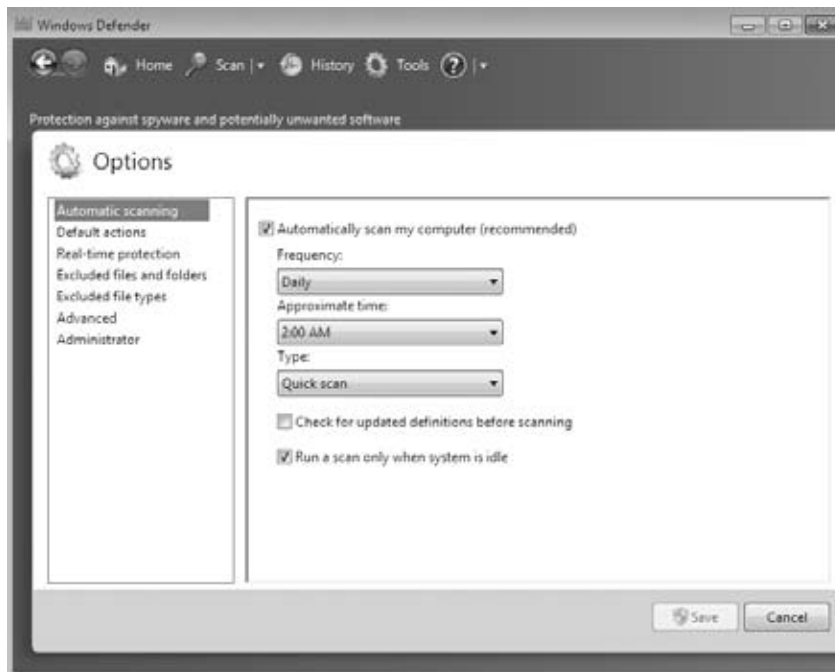 Windows Defender
Home Scan | History Tools ? |
Protection against spyware and potentially unwanted software
Options
Automatic scanning
Default actions
Real-time protection
Excluded files and folders
Excluded file types
Advanced
Administrator
Automatically scan my computer (recommended)
Frequency:
Daily
Approximate time:
2:00 AM
Type:
Quick scan
Check for updated definitions before scanning
Run a scan only when system is idle
Save Cancel